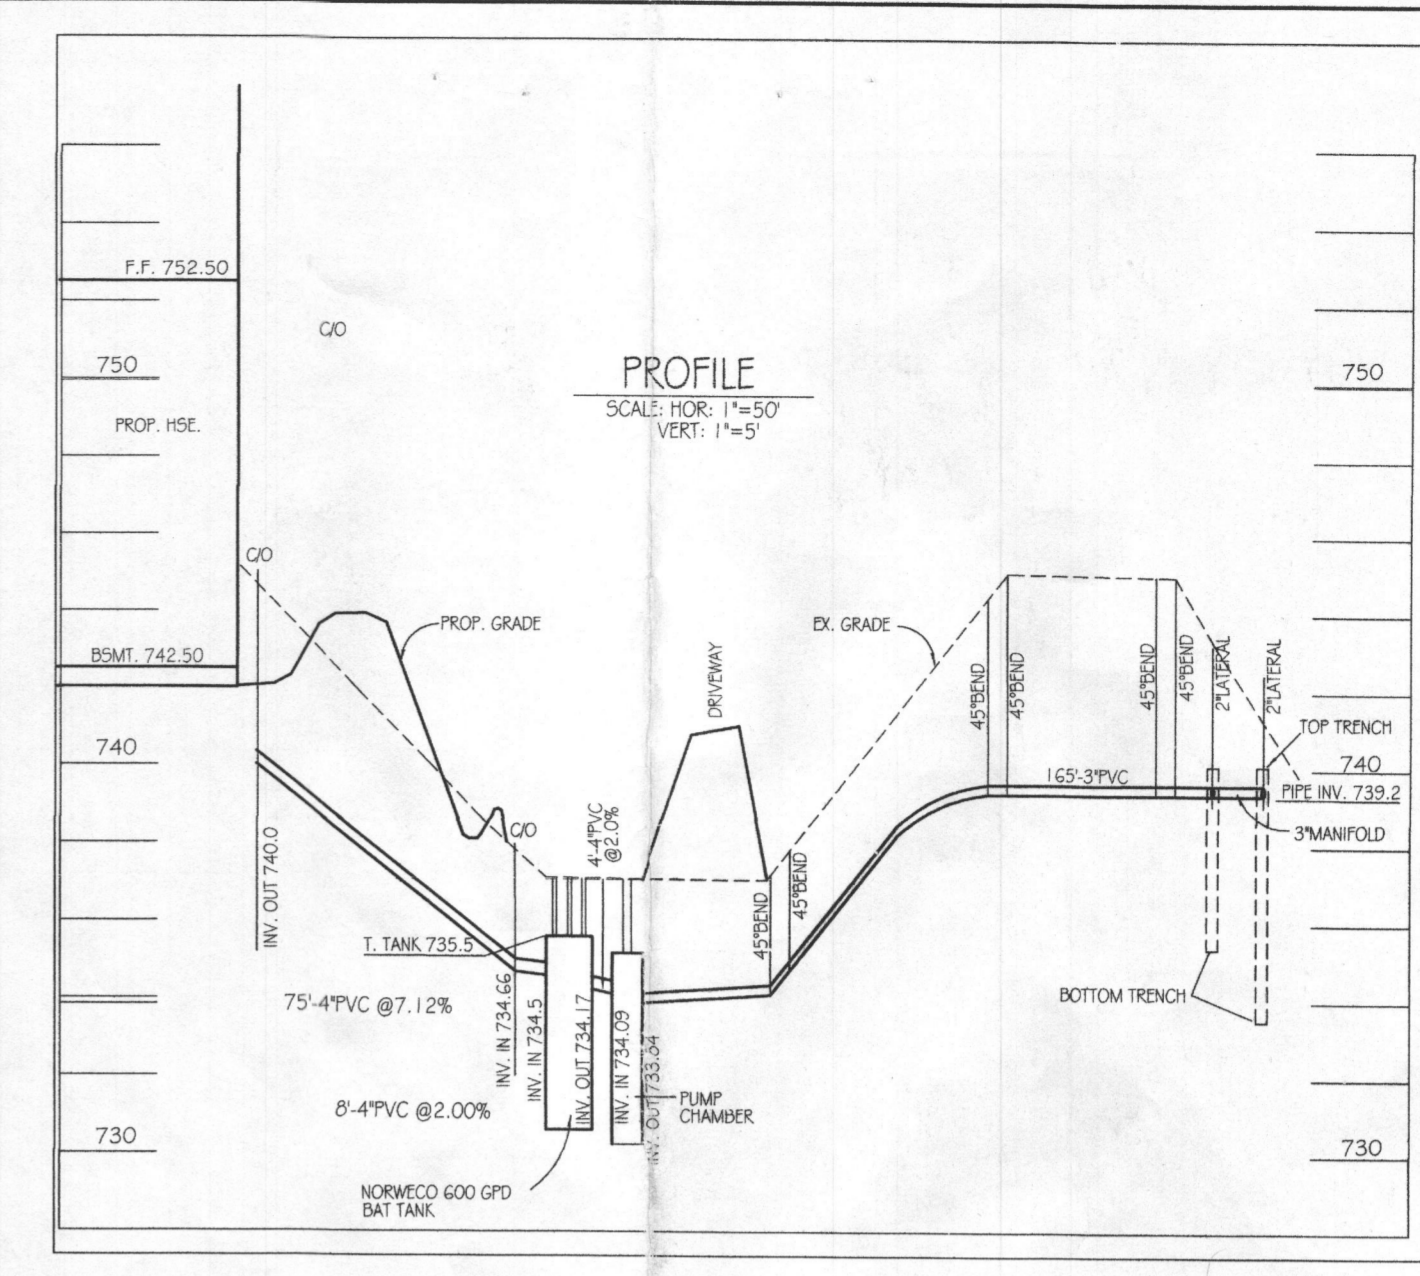 F.F. 752.50
C/O
750
PROFILE
SCALE: HOR: 1"=50'
VERT: 1"=5'
750
PROP. HSE.
C/O
PROP. GRADE
EX. GRADE
BSMT. 742.50
DRIVEWAY
45°BEND
45°BEND
45°BEND
45°BEND
2"LATERAL
2"LATERAL
TOP TRENCH
740
740
165'-3"PVC
PIPE INV. 739.2
3"MANIFOLD
C/O
4'-4"PVC
@2.0%
INV. OUT 740.0
45°BEND
45°BEND
T. TANK 735.5
75'-4"PVC @7.12%
INV. IN 734.66
INV. IN 734.5
INV. OUT 734.17
INV. IN 734.09
INV. OUT 733.84
BOTTOM TRENCH
8'-4"PVC @2.00%
PUMP
CHAMBER
730
730
NORWECO 600 GPD
BAT TANK